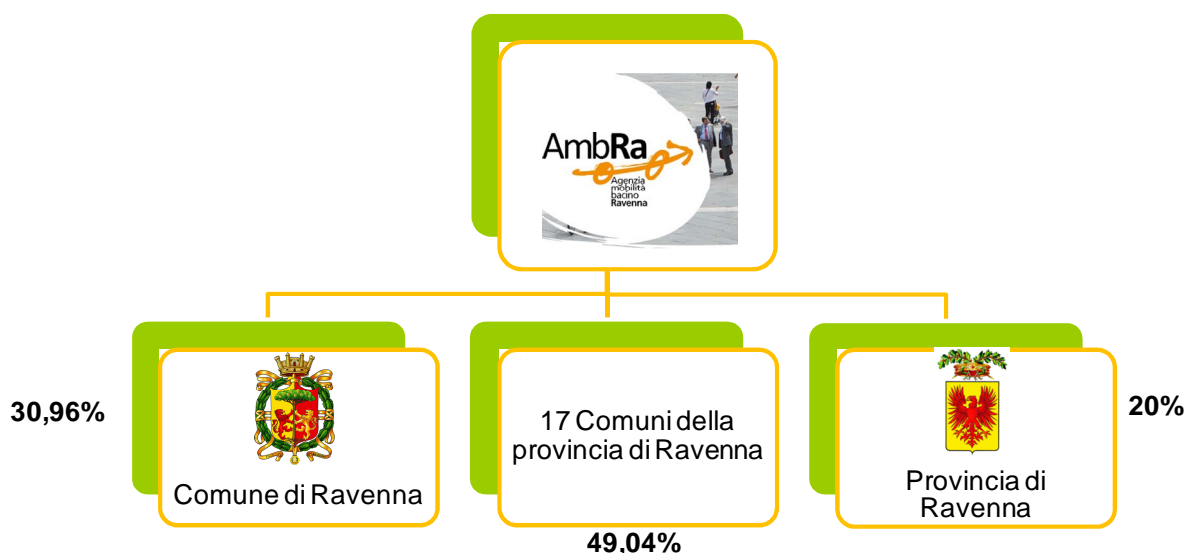 AmbRa
Agenzia
mobilità
bacino
Ravenna
30,96%
Comune di Ravenna
17 Comuni della
provincia di Ravenna
49,04%
Provincia di
Ravenna
20%